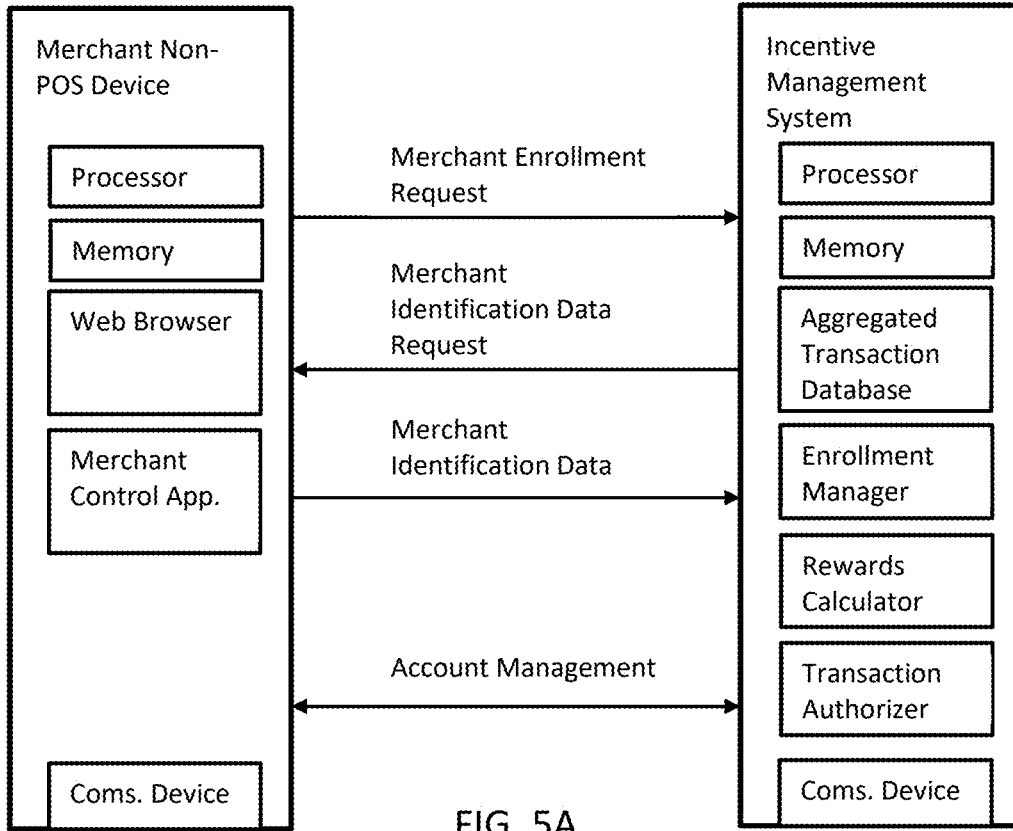 Merchant Non-
POS Device
Processor
Memory
Web Browser
Merchant
Control App.
Coms. Device
Merchant Enrollment
Request
Merchant
Identification Data
Request
Merchant
Identification Data
Account Management
Incentive
Management
System
Processor
Memory
Aggregated
Transaction
Database
Enrollment
Manager
Rewards
Calculator
Transaction
Authorizer
Coms. Device
FIG. 5A